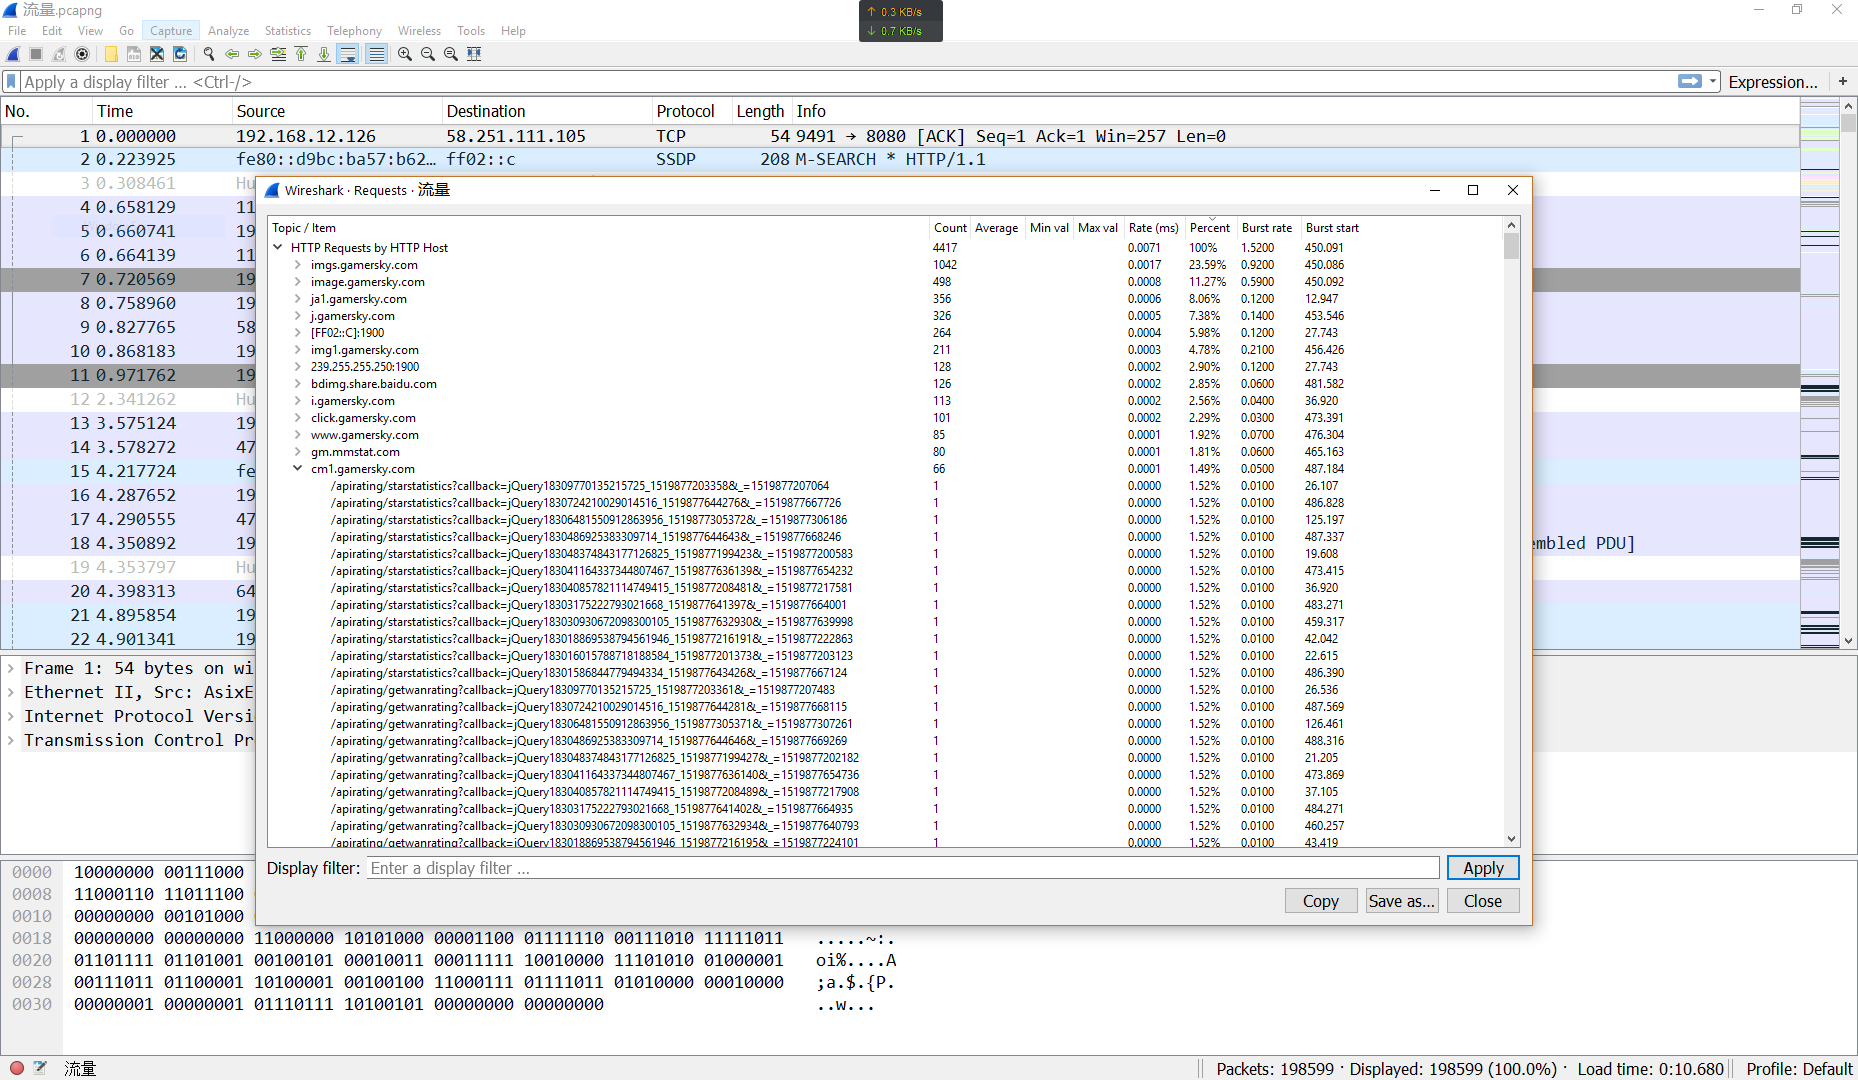 流量.pcapng
↑ 0.3 KB/s
↓ 0.7 KB/s
File Edit View Go Capture Analyze Statistics Telephony Wireless Tools Help
Apply a display filter ... <Ctrl-/> Expression... +
No. Time Source Destination Protocol Length Info
1 0.000000 192.168.12.126 58.251.111.105 TCP 54 9491 → 8080 [ACK] Seq=1 Ack=1 Win=257 Len=0
2 0.223925 fe80::d9bc:ba57:b62… ff02::c SSDP 208 M-SEARCH * HTTP/1.1
3 0.308461 Hu
4 0.658129 11
5 0.660741 19
6 0.664139 11
7 0.720569 19
8 0.758960 19
9 0.827765 58
10 0.868183 19
11 0.971762 19
12 2.341262 Hu
13 3.575124 19
14 3.578272 47
15 4.217724 fe
16 4.287652 19
17 4.290555 47
18 4.350892 19 embled PDU]
19 4.353797 Hu
20 4.398313 64
21 4.895854 19
22 4.901341 19
Wireshark · Requests · 流量
Topic / Item Count Average Min val Max val Rate (ms) Percent Burst rate Burst start
HTTP Requests by HTTP Host 4417 0.0071 100% 1.5200 450.091
imgs.gamersky.com 1042 0.0017 23.59% 0.9200 450.086
image.gamersky.com 498 0.0008 11.27% 0.5900 450.092
ja1.gamersky.com 356 0.0006 8.06% 0.1200 12.947
j.gamersky.com 326 0.0005 7.38% 0.1400 453.546
[FF02::C]:1900 264 0.0004 5.98% 0.1200 27.743
img1.gamersky.com 211 0.0003 4.78% 0.2100 456.426
239.255.255.250:1900 128 0.0002 2.90% 0.1200 27.743
bdimg.share.baidu.com 126 0.0002 2.85% 0.0600 481.582
i.gamersky.com 113 0.0002 2.56% 0.0400 36.920
click.gamersky.com 101 0.0002 2.29% 0.0300 473.391
www.gamersky.com 85 0.0001 1.92% 0.0700 476.304
gm.mmstat.com 80 0.0001 1.81% 0.0600 465.163
cm1.gamersky.com 66 0.0001 1.49% 0.0500 487.184
/apirating/starstatistics?callback=jQuery18309770135215725_1519877203358&_=1519877207064 1 0.0000 1.52% 0.0100 26.107
/apirating/starstatistics?callback=jQuery1830724210029014516_1519877644276&_=1519877667726 1 0.0000 1.52% 0.0100 486.828
/apirating/starstatistics?callback=jQuery18306481550912863956_1519877305372&_=1519877306186 1 0.0000 1.52% 0.0100 125.197
/apirating/starstatistics?callback=jQuery1830486925383309714_1519877644643&_=1519877668246 1 0.0000 1.52% 0.0100 487.337
/apirating/starstatistics?callback=jQuery183048374843177126825_1519877199423&_=1519877200583 1 0.0000 1.52% 0.0100 19.608
/apirating/starstatistics?callback=jQuery183041164337344807467_1519877636139&_=1519877654232 1 0.0000 1.52% 0.0100 473.415
/apirating/starstatistics?callback=jQuery183040857821114749415_1519877208481&_=1519877217581 1 0.0000 1.52% 0.0100 36.920
/apirating/starstatistics?callback=jQuery18303175222793021668_1519877641397&_=1519877664001 1 0.0000 1.52% 0.0100 483.271
/apirating/starstatistics?callback=jQuery183030930672098300105_1519877632930&_=1519877639998 1 0.0000 1.52% 0.0100 459.317
/apirating/starstatistics?callback=jQuery183018869538794561946_1519877216191&_=1519877222863 1 0.0000 1.52% 0.0100 42.042
/apirating/starstatistics?callback=jQuery183016015788718188584_1519877201373&_=1519877203123 1 0.0000 1.52% 0.0100 22.615
/apirating/starstatistics?callback=jQuery18301586844779494334_1519877643426&_=1519877667124 1 0.0000 1.52% 0.0100 486.390
/apirating/getwanrating?callback=jQuery18309770135215725_1519877203361&_=1519877207483 1 0.0000 1.52% 0.0100 26.536
/apirating/getwanrating?callback=jQuery1830724210029014516_1519877644281&_=1519877668115 1 0.0000 1.52% 0.0100 487.569
/apirating/getwanrating?callback=jQuery18306481550912863956_1519877305371&_=1519877307261 1 0.0000 1.52% 0.0100 126.461
/apirating/getwanrating?callback=jQuery1830486925383309714_1519877644646&_=1519877669269 1 0.0000 1.52% 0.0100 488.316
/apirating/getwanrating?callback=jQuery183048374843177126825_1519877199427&_=1519877202182 1 0.0000 1.52% 0.0100 21.205
/apirating/getwanrating?callback=jQuery183041164337344807467_1519877636140&_=1519877654736 1 0.0000 1.52% 0.0100 473.869
/apirating/getwanrating?callback=jQuery183040857821114749415_1519877208489&_=1519877217908 1 0.0000 1.52% 0.0100 37.105
/apirating/getwanrating?callback=jQuery18303175222793021668_1519877641402&_=1519877664935 1 0.0000 1.52% 0.0100 484.271
/apirating/getwanrating?callback=jQuery183030930672098300105_1519877632934&_=1519877640793 1 0.0000 1.52% 0.0100 460.257
/apirating/getwanrating?callback=jQuery183018869538794561946_1519877216195&_=1519877224101 1 0.0000 1.52% 0.0100 43.419
Display filter: Enter a display filter ... Apply
Copy Save as... Close
Frame 1: 54 bytes on wi
Ethernet II, Src: AsixE
Internet Protocol Versi
Transmission Control Pr
0000 10000000 00111000
0008 11000110 11011100
0010 00000000 00101000
0018 00000000 00000000 11000000 10101000 00001100 01111110 00111010 11111011 .....~:.
0020 01101111 01101001 00100101 00010011 00011111 10010000 11101010 01000001 oi%....A
0028 00111011 01100001 10100001 00100100 11000111 01111011 01010000 00010000 ;a.$.{P.
0030 00000001 00000001 01110111 10100101 00000000 00000000 ..w...
流量 Packets: 198599 · Displayed: 198599 (100.0%) · Load time: 0:10.680 Profile: Default